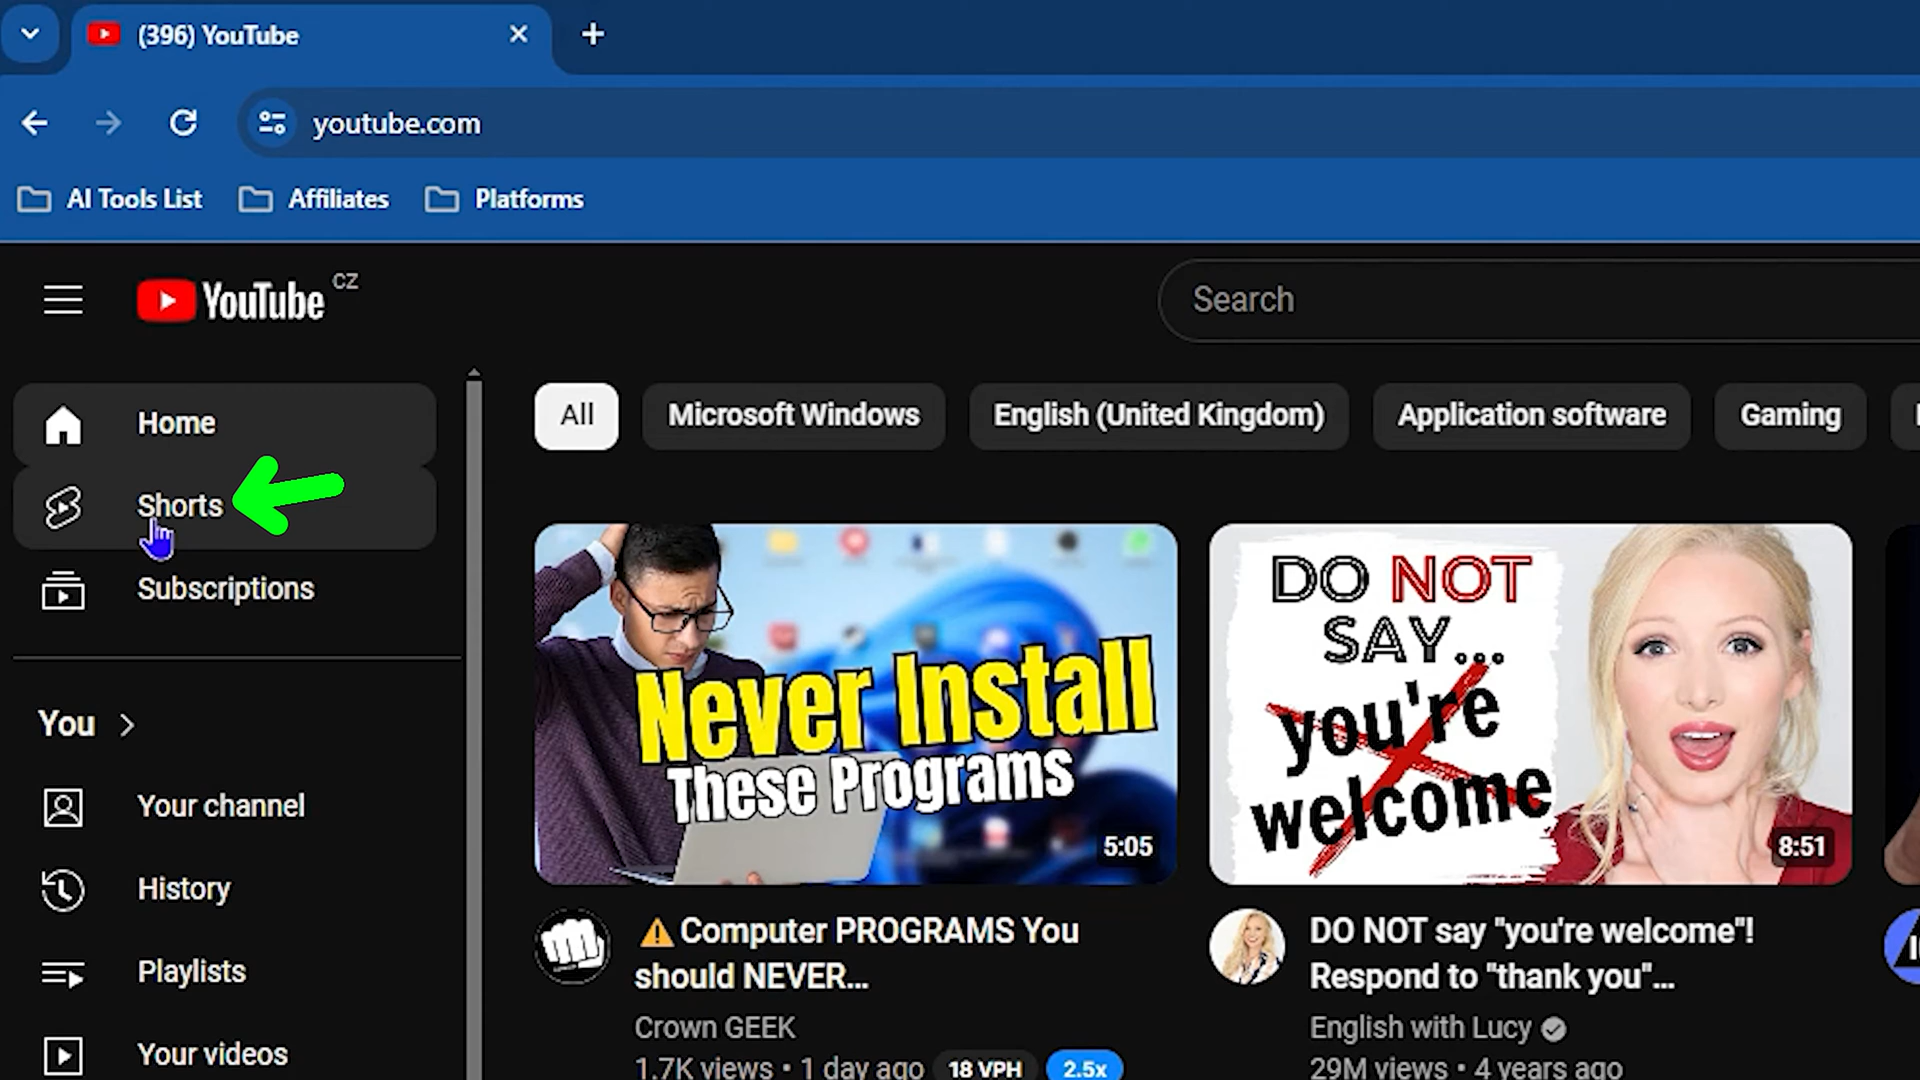 (396) YouTube
youtube.com
AI Tools List
Affiliates
Platforms
YouTube CZ
Search
Home
Shorts
Subscriptions
You
Your channel
History
Playlists
Your videos
All
Microsoft Windows
English (United Kingdom)
Application software
Gaming
Never Install
These Programs
5:05
⚠ Computer PROGRAMS You
should NEVER...
Crown GEEK
1.7K views • 1 day ago 18 VPH 2.5x
DO NOT
SAY...
you're
welcome
8:51
DO NOT say "you're welcome"!
Respond to "thank you"...
English with Lucy
29M views • 4 years ago